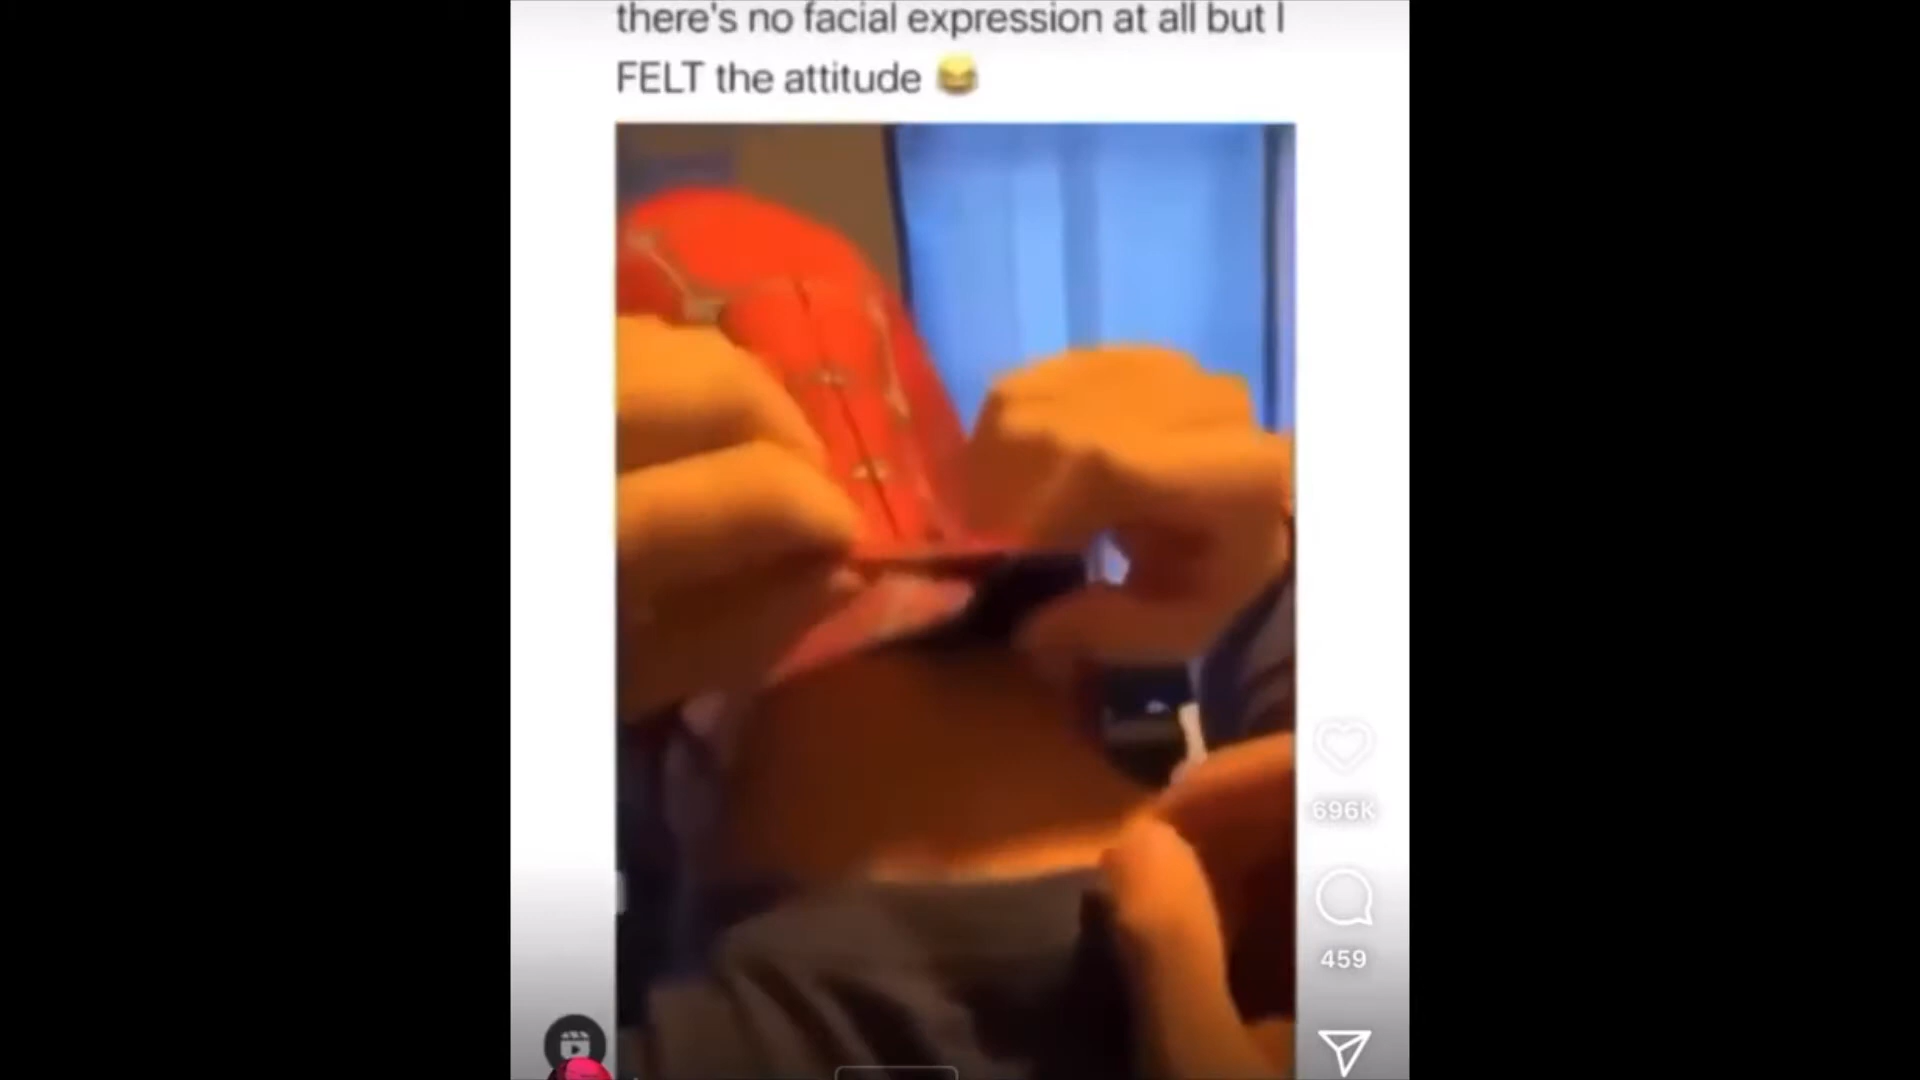 there's no facial expression at all but I
FELT the attitude 😂
696K
459